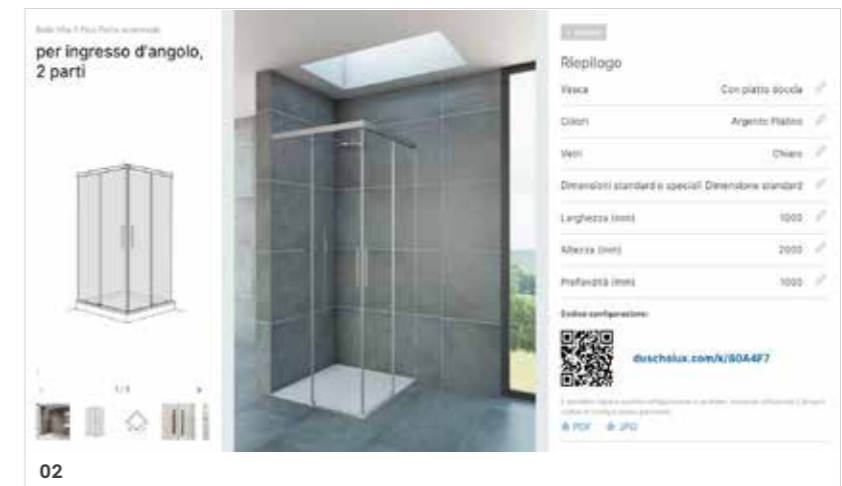 per ingresso d'angolo,
2 parti
1/5
Riepilogo
Vasca Con piatto doccia
Colori Argento Platino
Vetri Chiaro
Dimensioni standard o speciali Dimensione standard
Larghezza (mm) 1000
Altezza (mm) 2000
Profondità (mm) 1000
Codice configurazione:
duscholux.com/k/60A4F7
PDF JPG
02